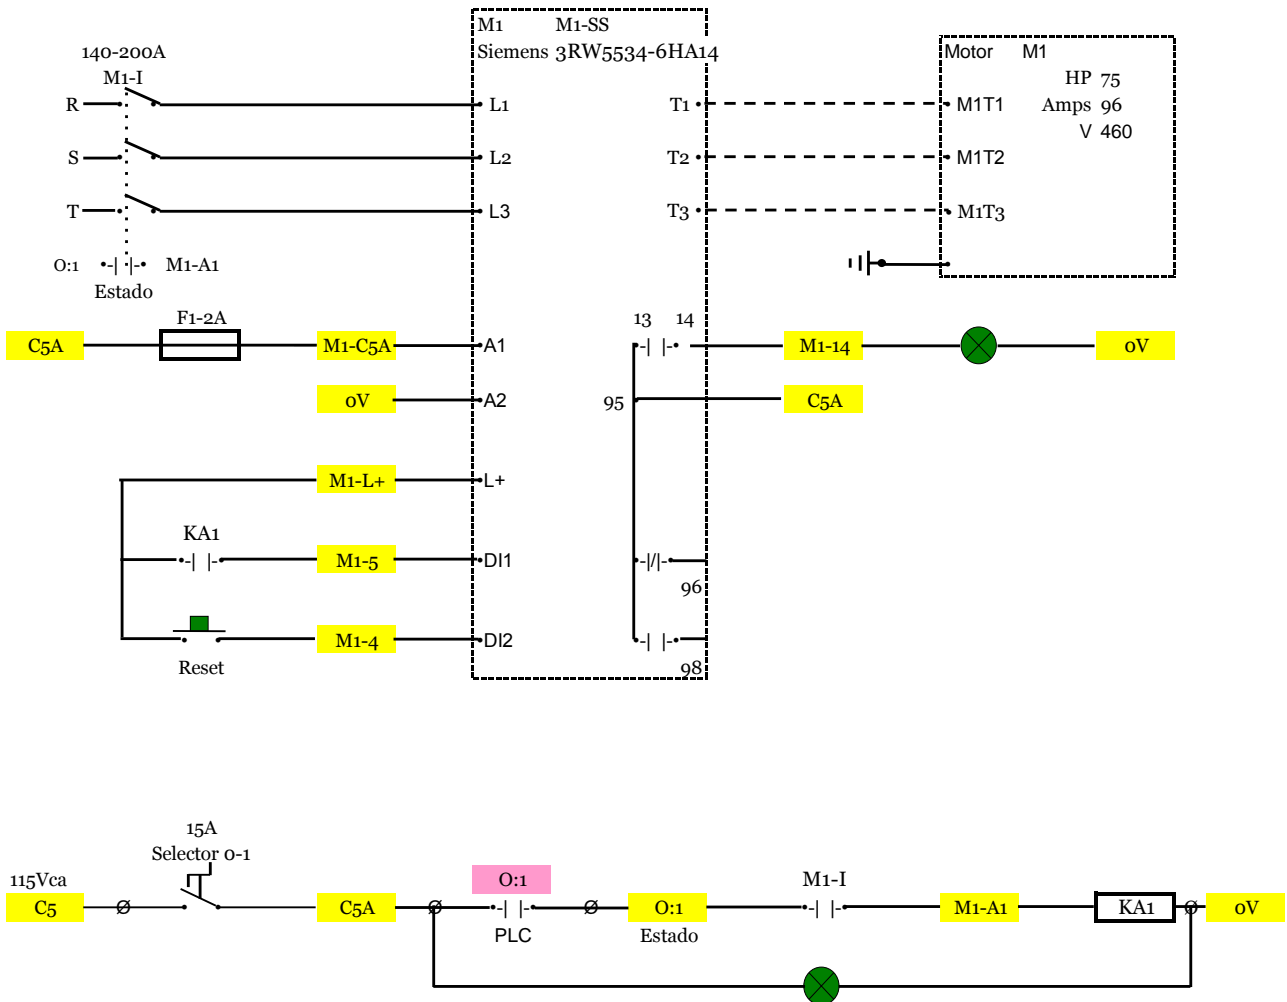 M1 M1-SS
Siemens 3RW5534-6HA14
140-200A
M1-I
Motor M1
HP 75
Amps 96
V 460
R L1 T1 M1T1
S L2 T2 M1T2
T L3 T3 M1T3
O:1 -| |- M1-A1
Estado
F1-2A
13 14
C5A M1-C5A A1 -| |- M1-14 0V
0V A2 95 C5A
M1-L+ L+
KA1
-| |- M1-5 DI1 -|/|-
96
M1-4 DI2 -| |-
Reset 98
15A
Selector 0-1
115Vca O:1 M1-I
C5 C5A -| |- O:1 -| |- M1-A1 KA1 0V
PLC Estado